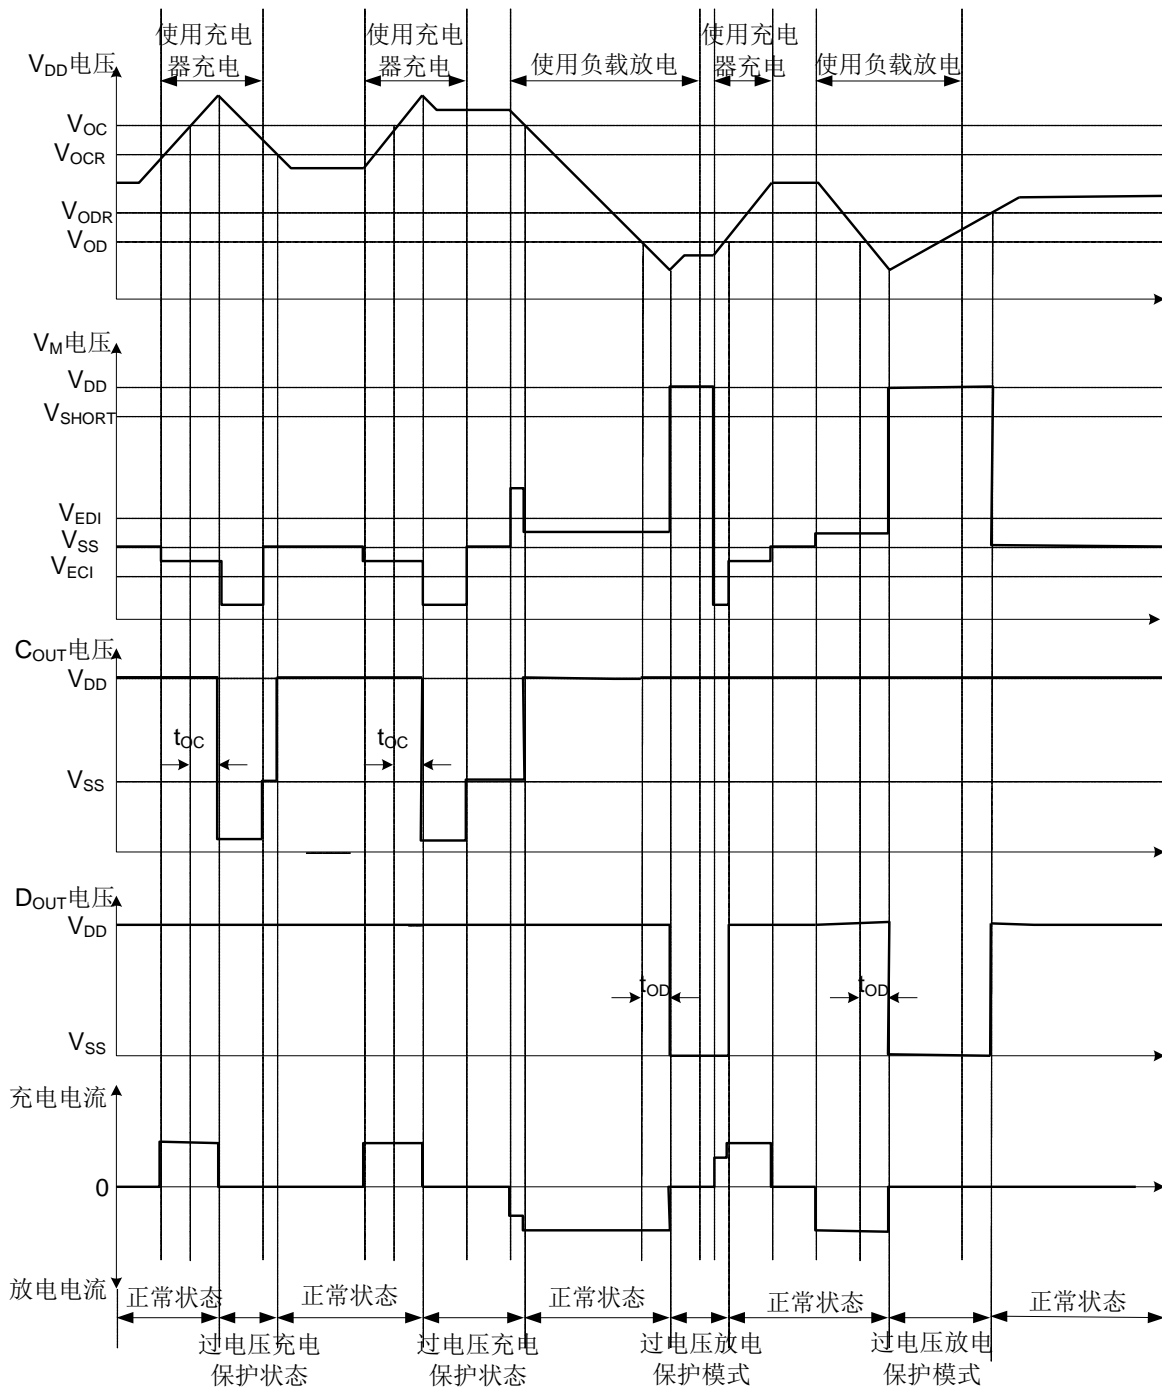 使用充电
器充电
使用充电
器充电
使用负载放电
使用充电
器充电
使用负载放电
VDD电压
VOC
VOCR
VODR
VOD
VM电压
VDD
VSHORT
VEDI
VSS
VECI
COUT电压
VDD
tOC
tOC
VSS
DOUT电压
VDD
tOD
tOD
VSS
充电电流
0
放电电流
正常状态
正常状态
正常状态
正常状态
正常状态
过电压充电
保护状态
过电压充电
保护状态
过电压放电
保护模式
过电压放电
保护模式